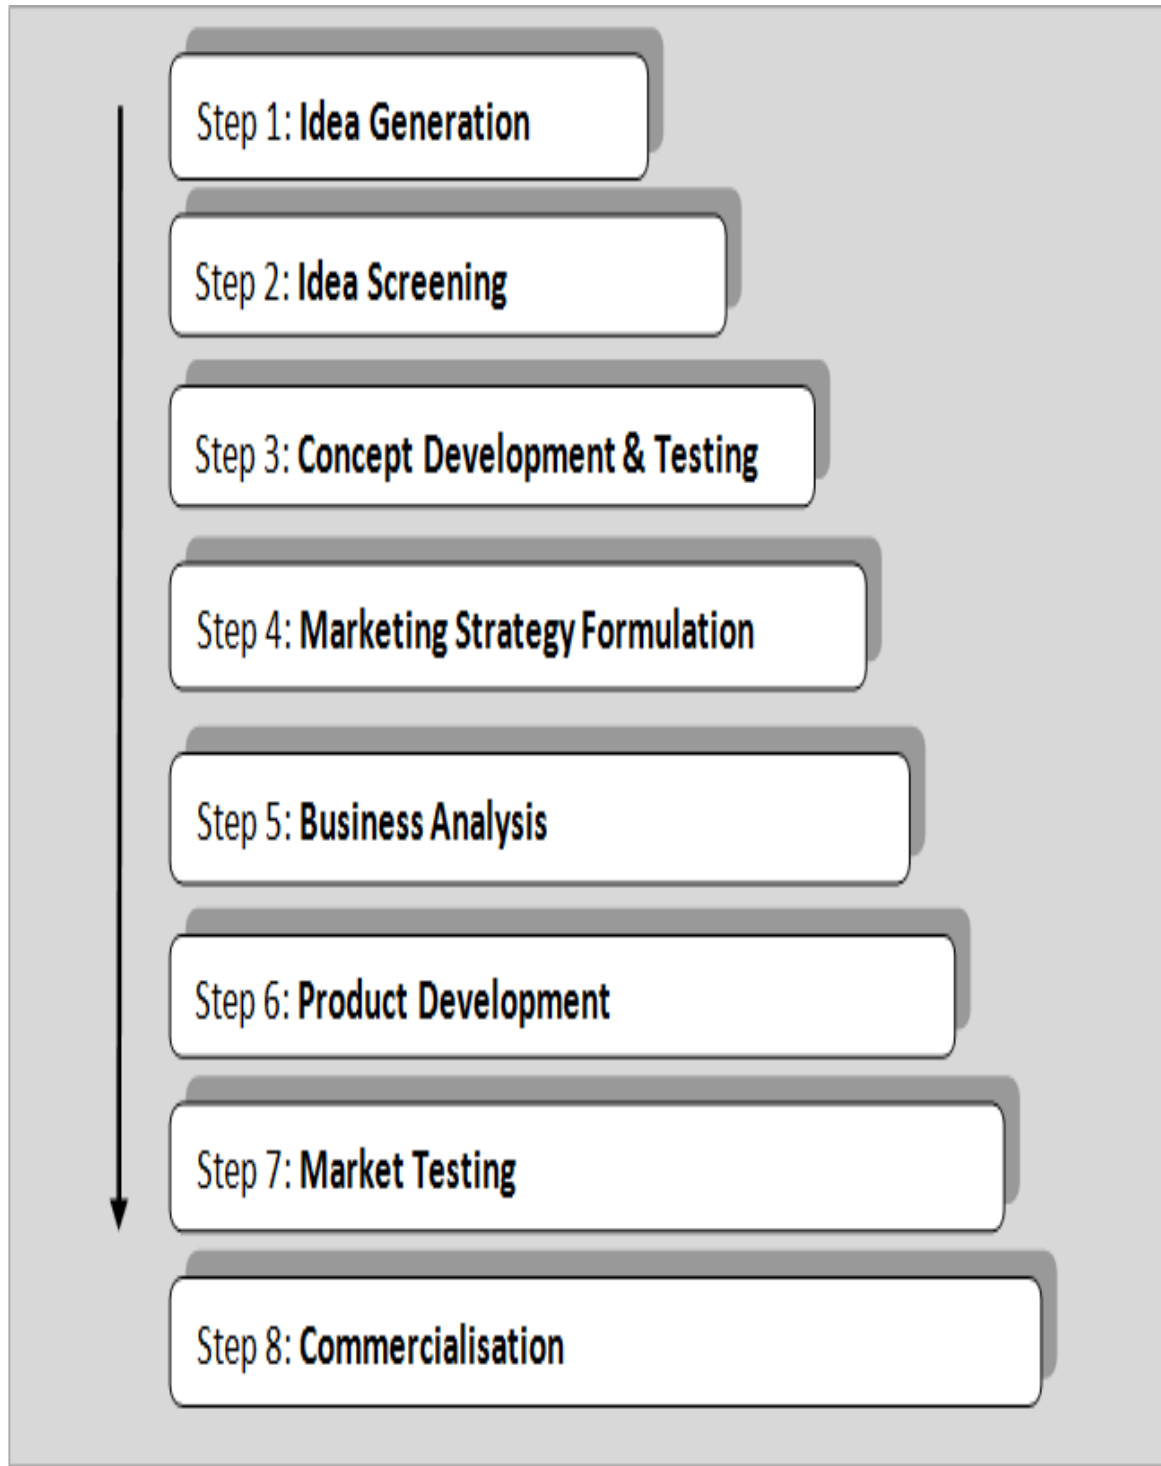 Step 1: Idea Generation
Step 2: Idea Screening
Step 3: Concept Development & Testing
Step 4: Marketing Strategy Formulation
Step 5: Business Analysis
Step 6: Product Development
Step 7: Market Testing
Step 8: Commercialisation